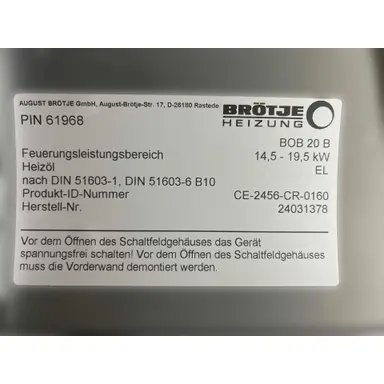 AUGUST BRÖTJE GmbH, August-Brötje-Str. 17, D-26180 Rastede
BRÖTJE
HEIZUNG
PIN 61968
BOB 20 B
Feuerungsleistungsbereich 14,5 - 19,5 kW
Heizöl EL
nach DIN 51603-1, DIN 51603-6 B10
Produkt-ID-Nummer CE-2456-CR-0160
Herstell-Nr. 24031378
Vor dem Öffnen des Schaltfeldgehäuses das Gerät
spannungsfrei schalten! Vor dem Öffnen des Schaltfeldgehäuses
muss die Vorderwand demontiert werden.